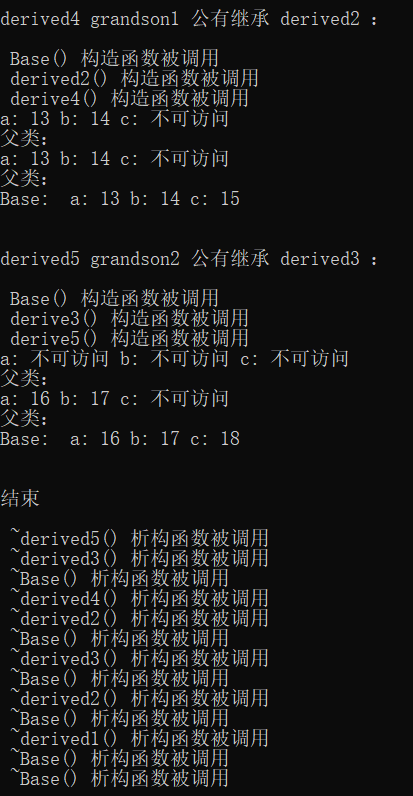 derived4 grandson1 公有继承 derived2 :
Base() 构造函数被调用
derived2() 构造函数被调用
derive4() 构造函数被调用
a: 13 b: 14 c: 不可访问
父类:
a: 13 b: 14 c: 不可访问
父类:
Base:  a: 13 b: 14 c: 15
derived5 grandson2 公有继承 derived3 :
Base() 构造函数被调用
derive3() 构造函数被调用
derive5() 构造函数被调用
a: 不可访问 b: 不可访问 c: 不可访问
父类:
a: 16 b: 17 c: 不可访问
父类:
Base:  a: 16 b: 17 c: 18
结束
~derived5() 析构函数被调用
~derived3() 析构函数被调用
~Base() 析构函数被调用
~derived4() 析构函数被调用
~derived2() 析构函数被调用
~Base() 析构函数被调用
~derived3() 析构函数被调用
~Base() 析构函数被调用
~derived2() 析构函数被调用
~Base() 析构函数被调用
~derived1() 析构函数被调用
~Base() 析构函数被调用
~Base() 析构函数被调用